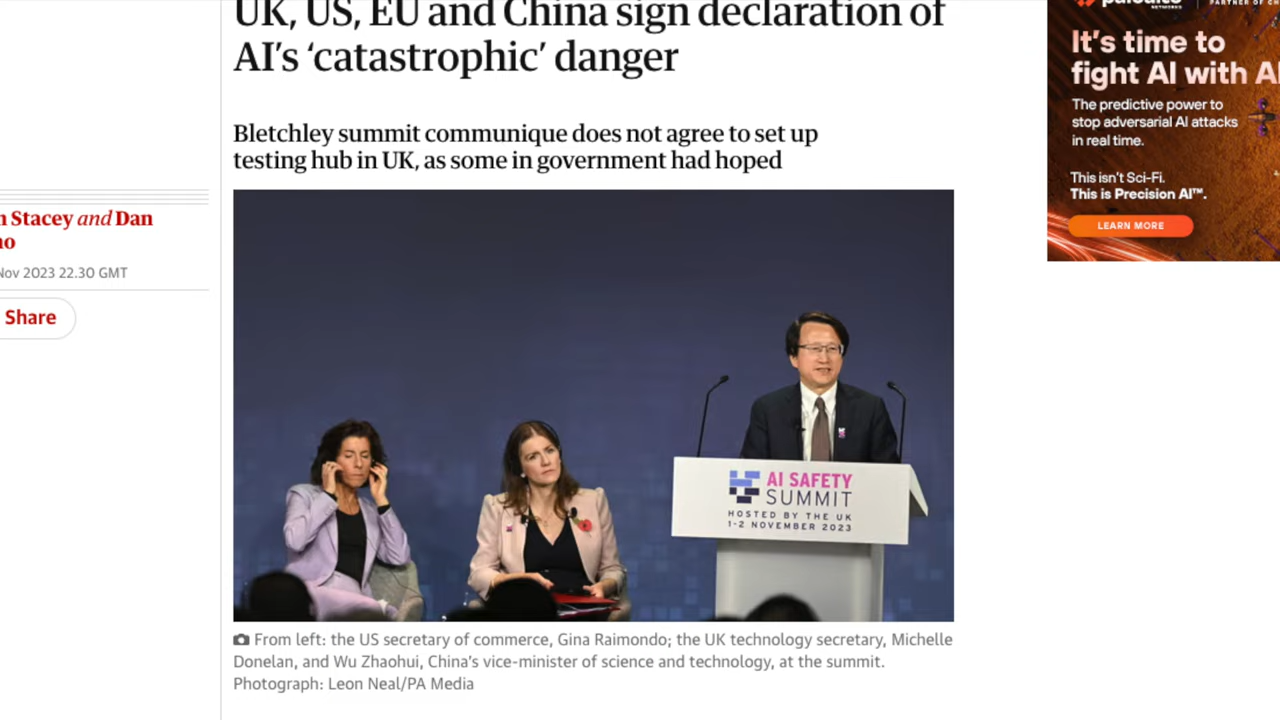 UK, US, EU and China sign declaration of
AI's 'catastrophic' danger
Bletchley summit communique does not agree to set up
testing hub in UK, as some in government had hoped
Stacey and Dan
Nov 2023 22.30 GMT
Share
AI SAFETY
SUMMIT
HOSTED BY THE UK
1-2 NOVEMBER 2023
From left: the US secretary of commerce, Gina Raimondo; the UK technology secretary, Michelle
Donelan, and Wu Zhaohui, China's vice-minister of science and technology, at the summit.
Photograph: Leon Neal/PA Media
It's time to
fight AI with AI
The predictive power to
stop adversarial AI attacks
in real time.
This isn't Sci-Fi.
This is Precision AI™.
LEARN MORE